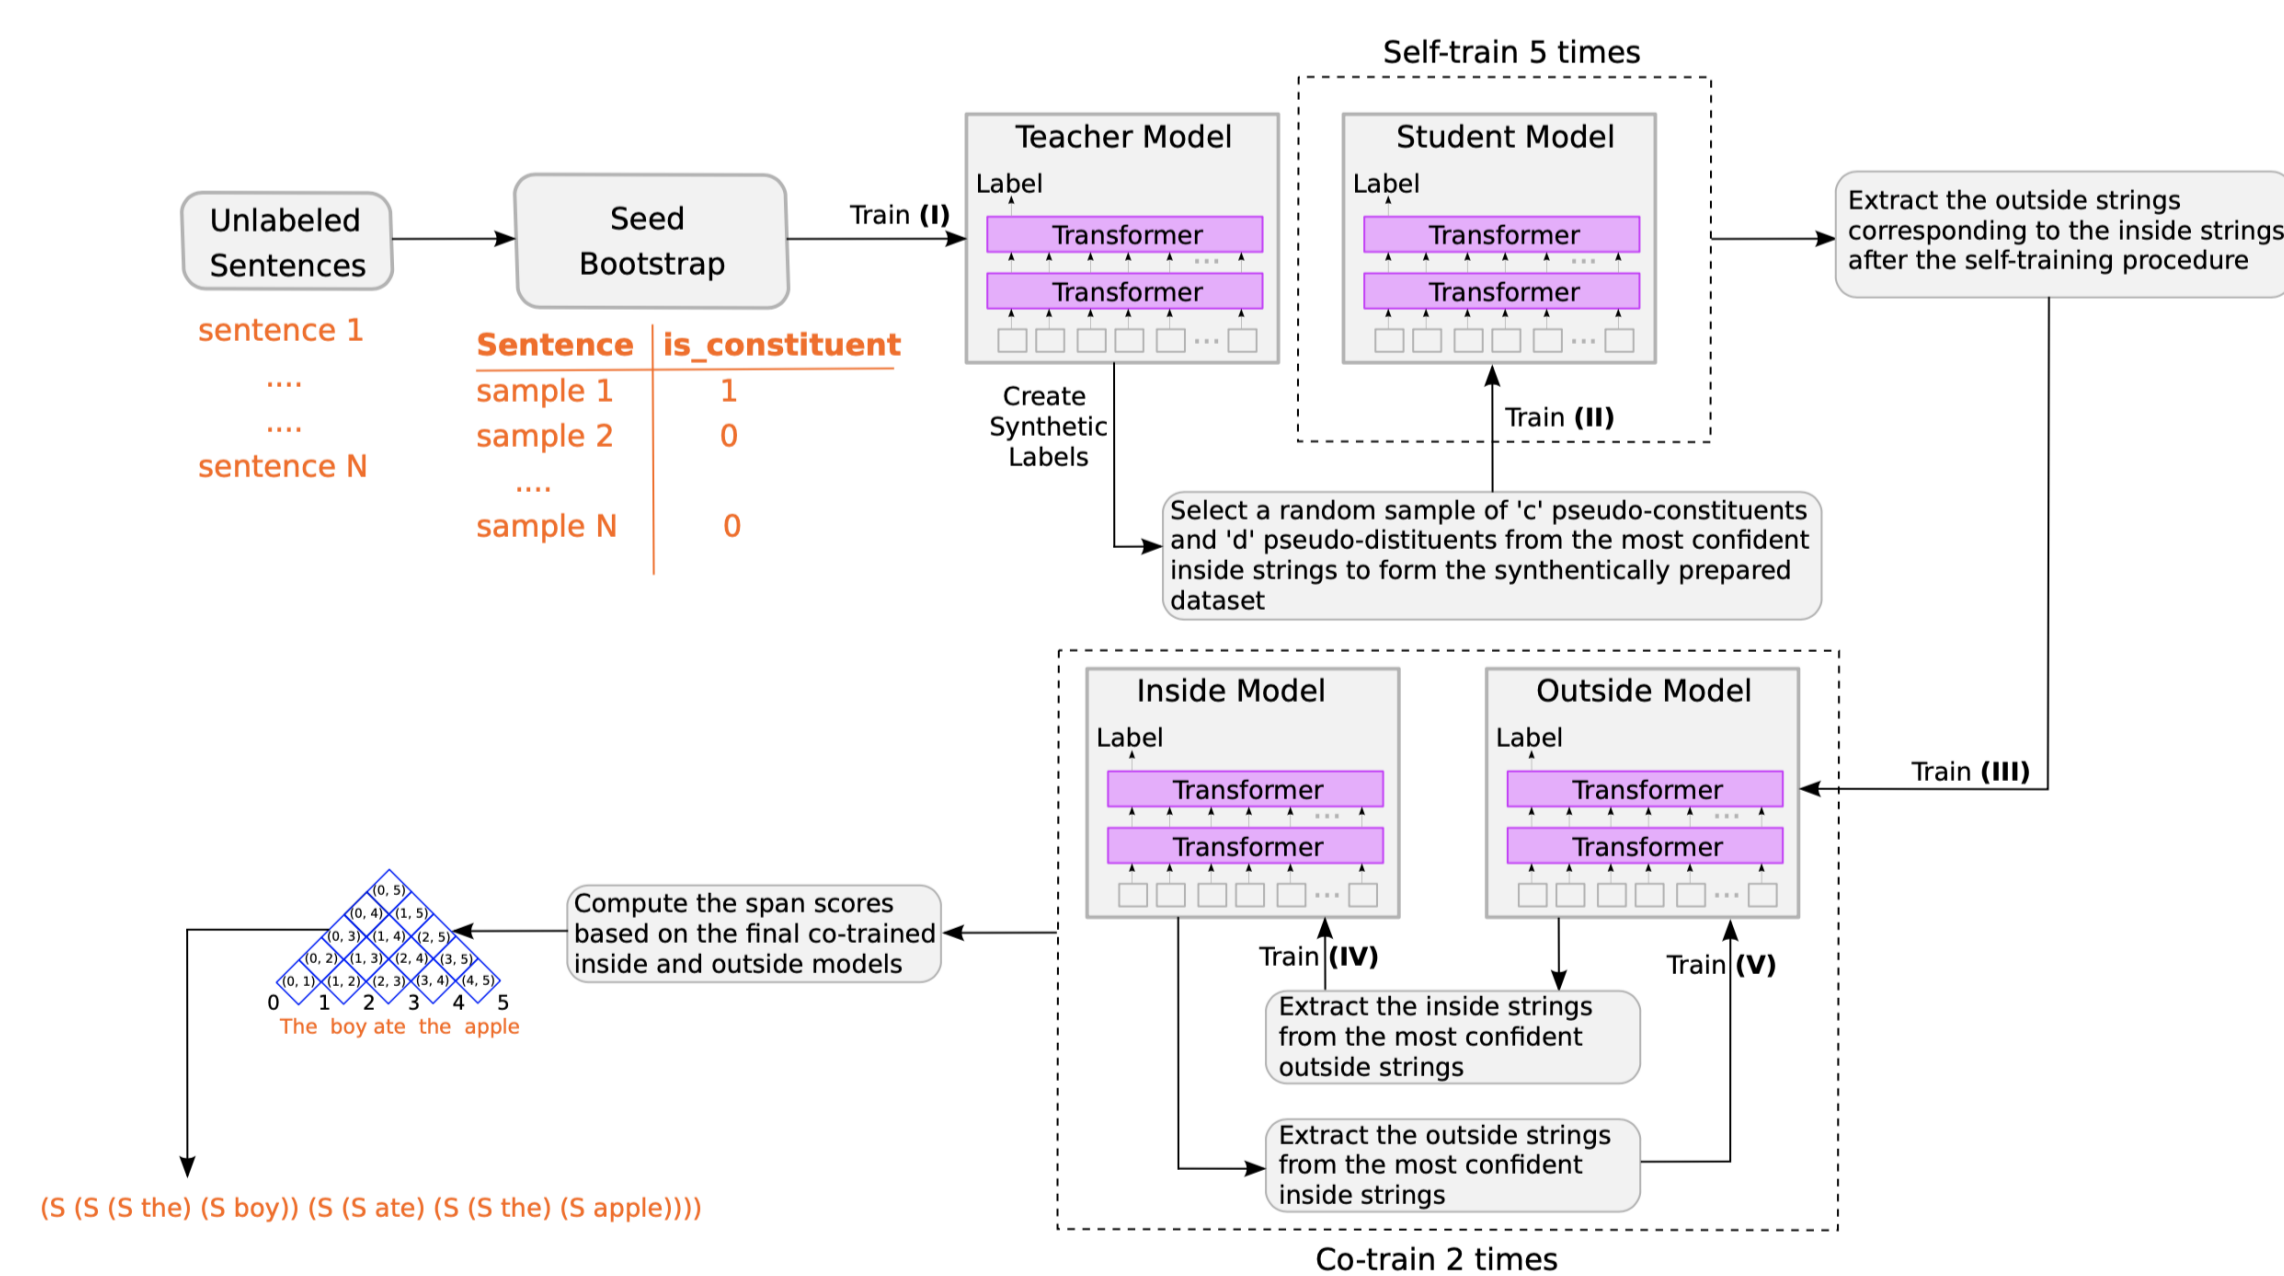 Self-train 5 times
Unlabeled
Sentences
sentence 1
....
....
sentence N
Seed
Bootstrap
Sentence is_constituent
sample 1 1
sample 2 0
....
sample N 0
Train (I)
Teacher Model
Label
Transformer
...
Transformer
...
Create
Synthetic
Labels
Student Model
Label
Transformer
...
Transformer
...
Train (II)
Select a random sample of 'c' pseudo-constituents
and 'd' pseudo-distituents from the most confident
inside strings to form the synthentically prepared
dataset
Extract the outside strings
corresponding to the inside strings
after the self-training procedure
Train (III)
Inside Model
Label
Transformer
...
Transformer
...
Outside Model
Label
Transformer
...
Transformer
...
Train (IV)
Train (V)
Extract the inside strings
from the most confident
outside strings
Extract the outside strings
from the most confident
inside strings
Co-train 2 times
Compute the span scores
based on the final co-trained
inside and outside models
(0, 5)
(0, 4) (1, 5)
(0, 3) (1, 4) (2, 5)
(0, 2) (1, 3) (2, 4) (3, 5)
(0, 1) (1, 2) (2, 3) (3, 4) (4, 5)
0 1 2 3 4 5
The boy ate the apple
(S (S (S the) (S boy)) (S (S ate) (S (S the) (S apple))))